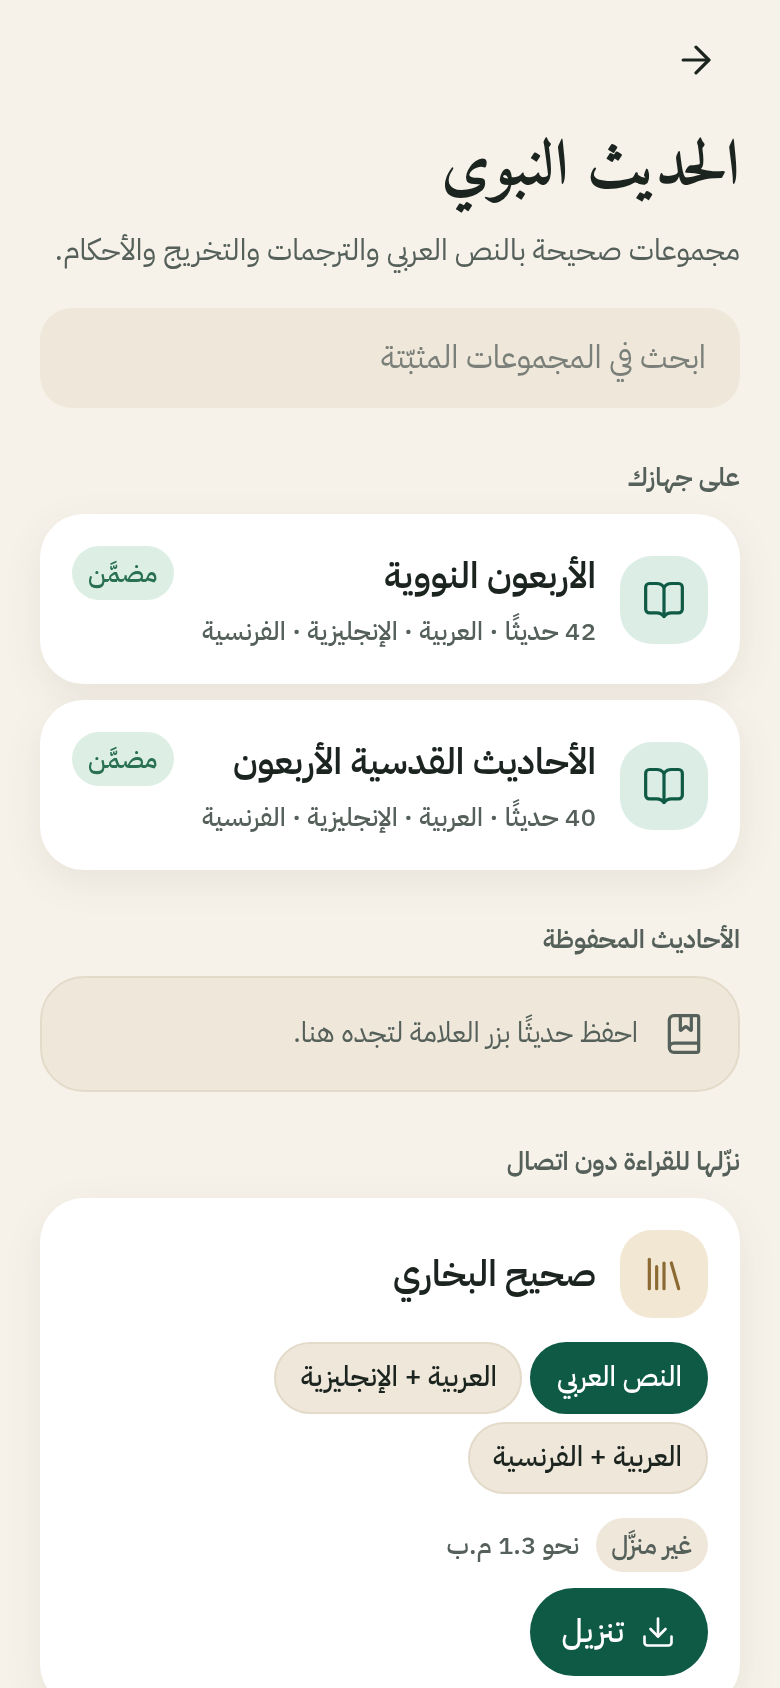 الحديث النبوي
مجموعات صحيحة بالنص العربي والترجمات والتخريج والأحكام.
ابحث في المجموعات المثبّتة
على جهازك
الأربعون النووية
مضمَّن
42 حديثًا · العربية · الإنجليزية · الفرنسية
الأحاديث القدسية الأربعون
مضمَّن
40 حديثًا · العربية · الإنجليزية · الفرنسية
الأحاديث المحفوظة
احفظ حديثًا بزر العلامة لتجده هنا.
نزّلها للقراءة دون اتصال
صحيح البخاري
النص العربي
العربية + الإنجليزية
العربية + الفرنسية
غير منزَّل
نحو 1.3 م.ب
تنزيل